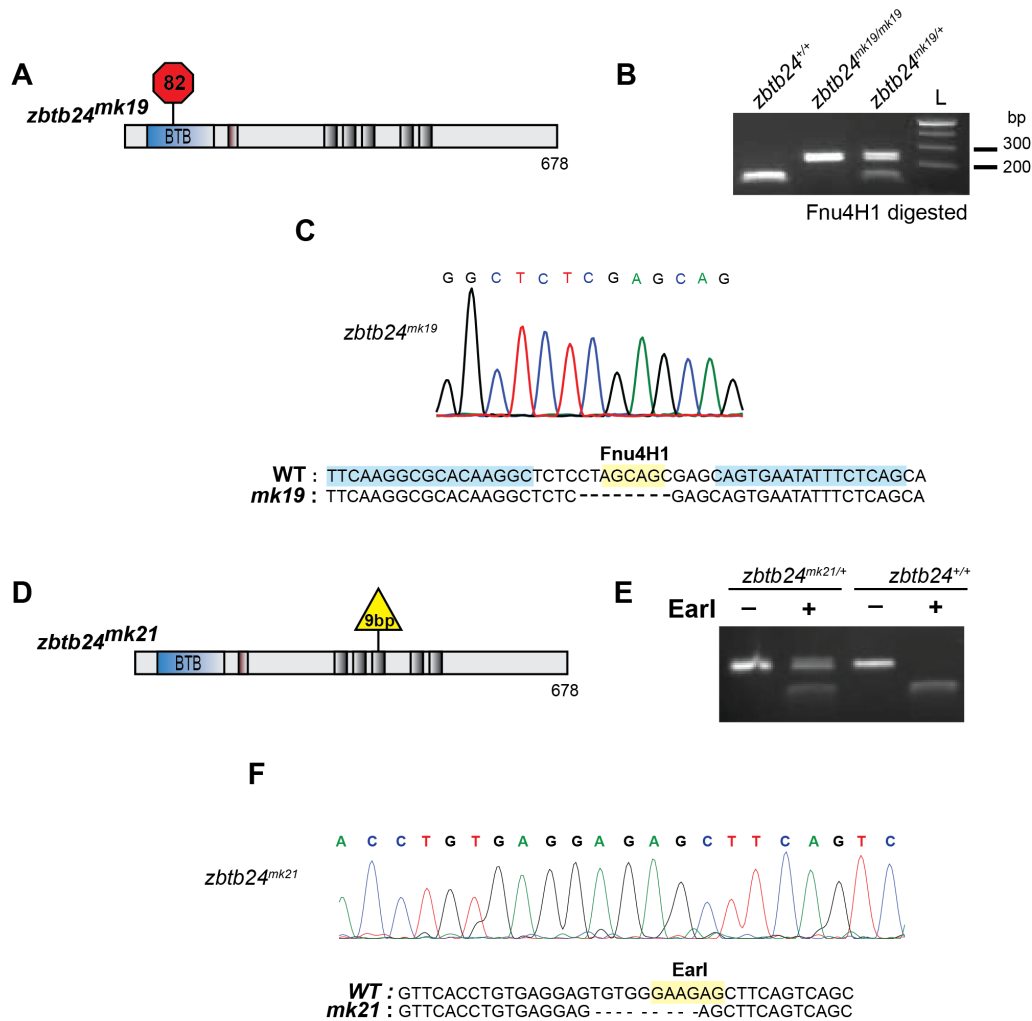 A
82
zbtb24mk19
BTB
678
B
zbtb24+/+
zbtb24mk19/mk19
zbtb24mk19/+
L
bp
300
200
Fnu4H1 digested
C
G G C T C T C G A G C A G
zbtb24mk19
Fnu4H1
WT : TTCAAGGCGCACAAGGCTCTCCTAGCAGCGAGCAGTGAATATTTCTCAGCA
mk19 : TTCAAGGCGCACAAGGCTCTC--------GAGCAGTGAATATTTCTCAGCA
D
9bp
zbtb24mk21
BTB
678
E
zbtb24mk21/+ zbtb24+/+
EarI − + − +
F
A C C T G T G A G G A G A G C T T C A G T C
zbtb24mk21
EarI
WT : GTTCACCTGTGAGGAGTGTGGGAAGAGCTTCAGTCAGC
mk21 : GTTCACCTGTGAGGAG---------AGCTTCAGTCAGC